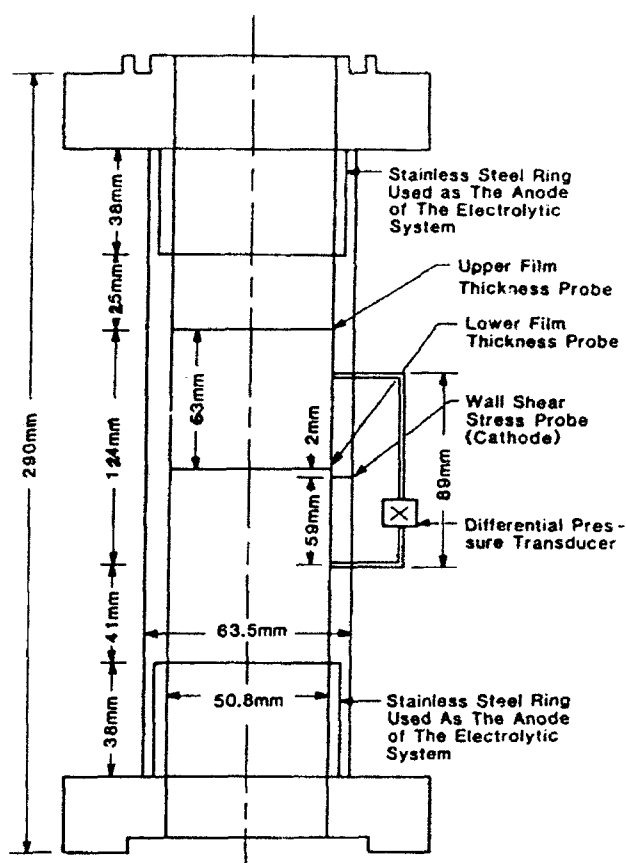 Stainless Steel Ring
Used as The Anode
of The Electrolytic
System
38mm
25mm
Upper Film
Thickness Probe
Lower Film
Thickness Probe
63mm
2mm
Wall Shear
Stress Probe
(Cathode)
290mm
124mm
89mm
59mm
Differential Pres-
sure Transducer
41mm
63.5mm
50.8mm
Stainless Steel Ring
Used As The Anode
of The Electrolytic
System
38mm